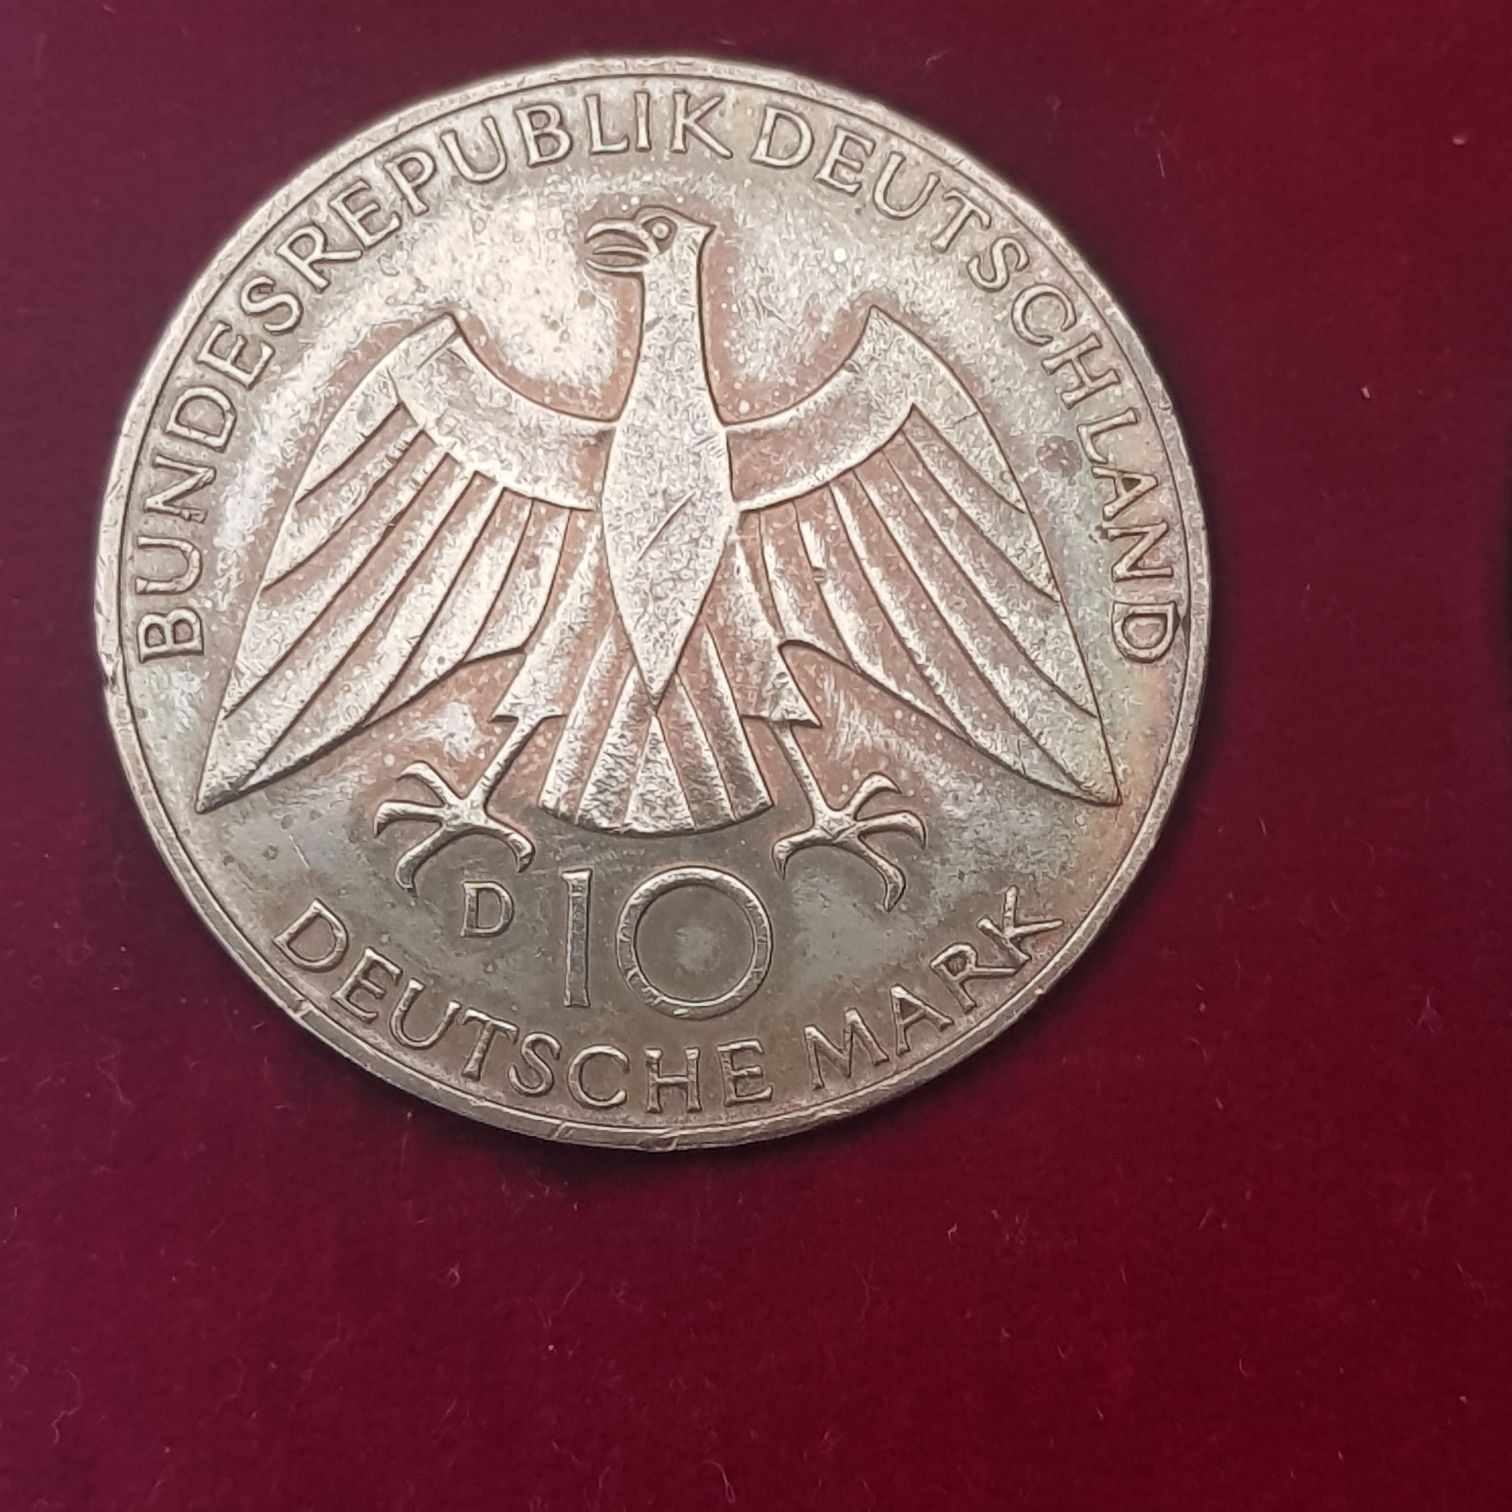 BUNDESREPUBLIK DEUTSCHLAND
D 10
DEUTSCHE MARK